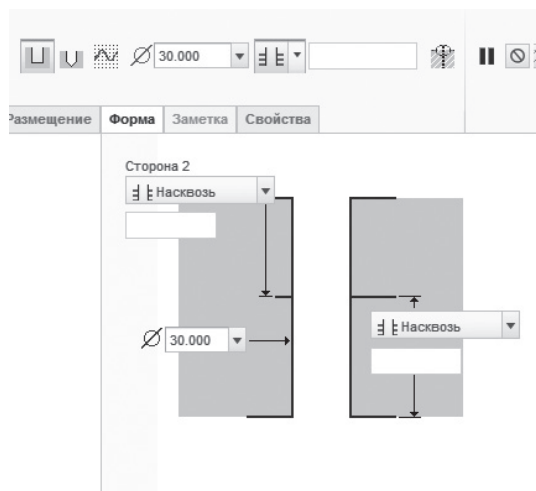 30.000
Размещение Форма Заметка Свойства
Сторона 2
Насквозь
Насквозь
30.000